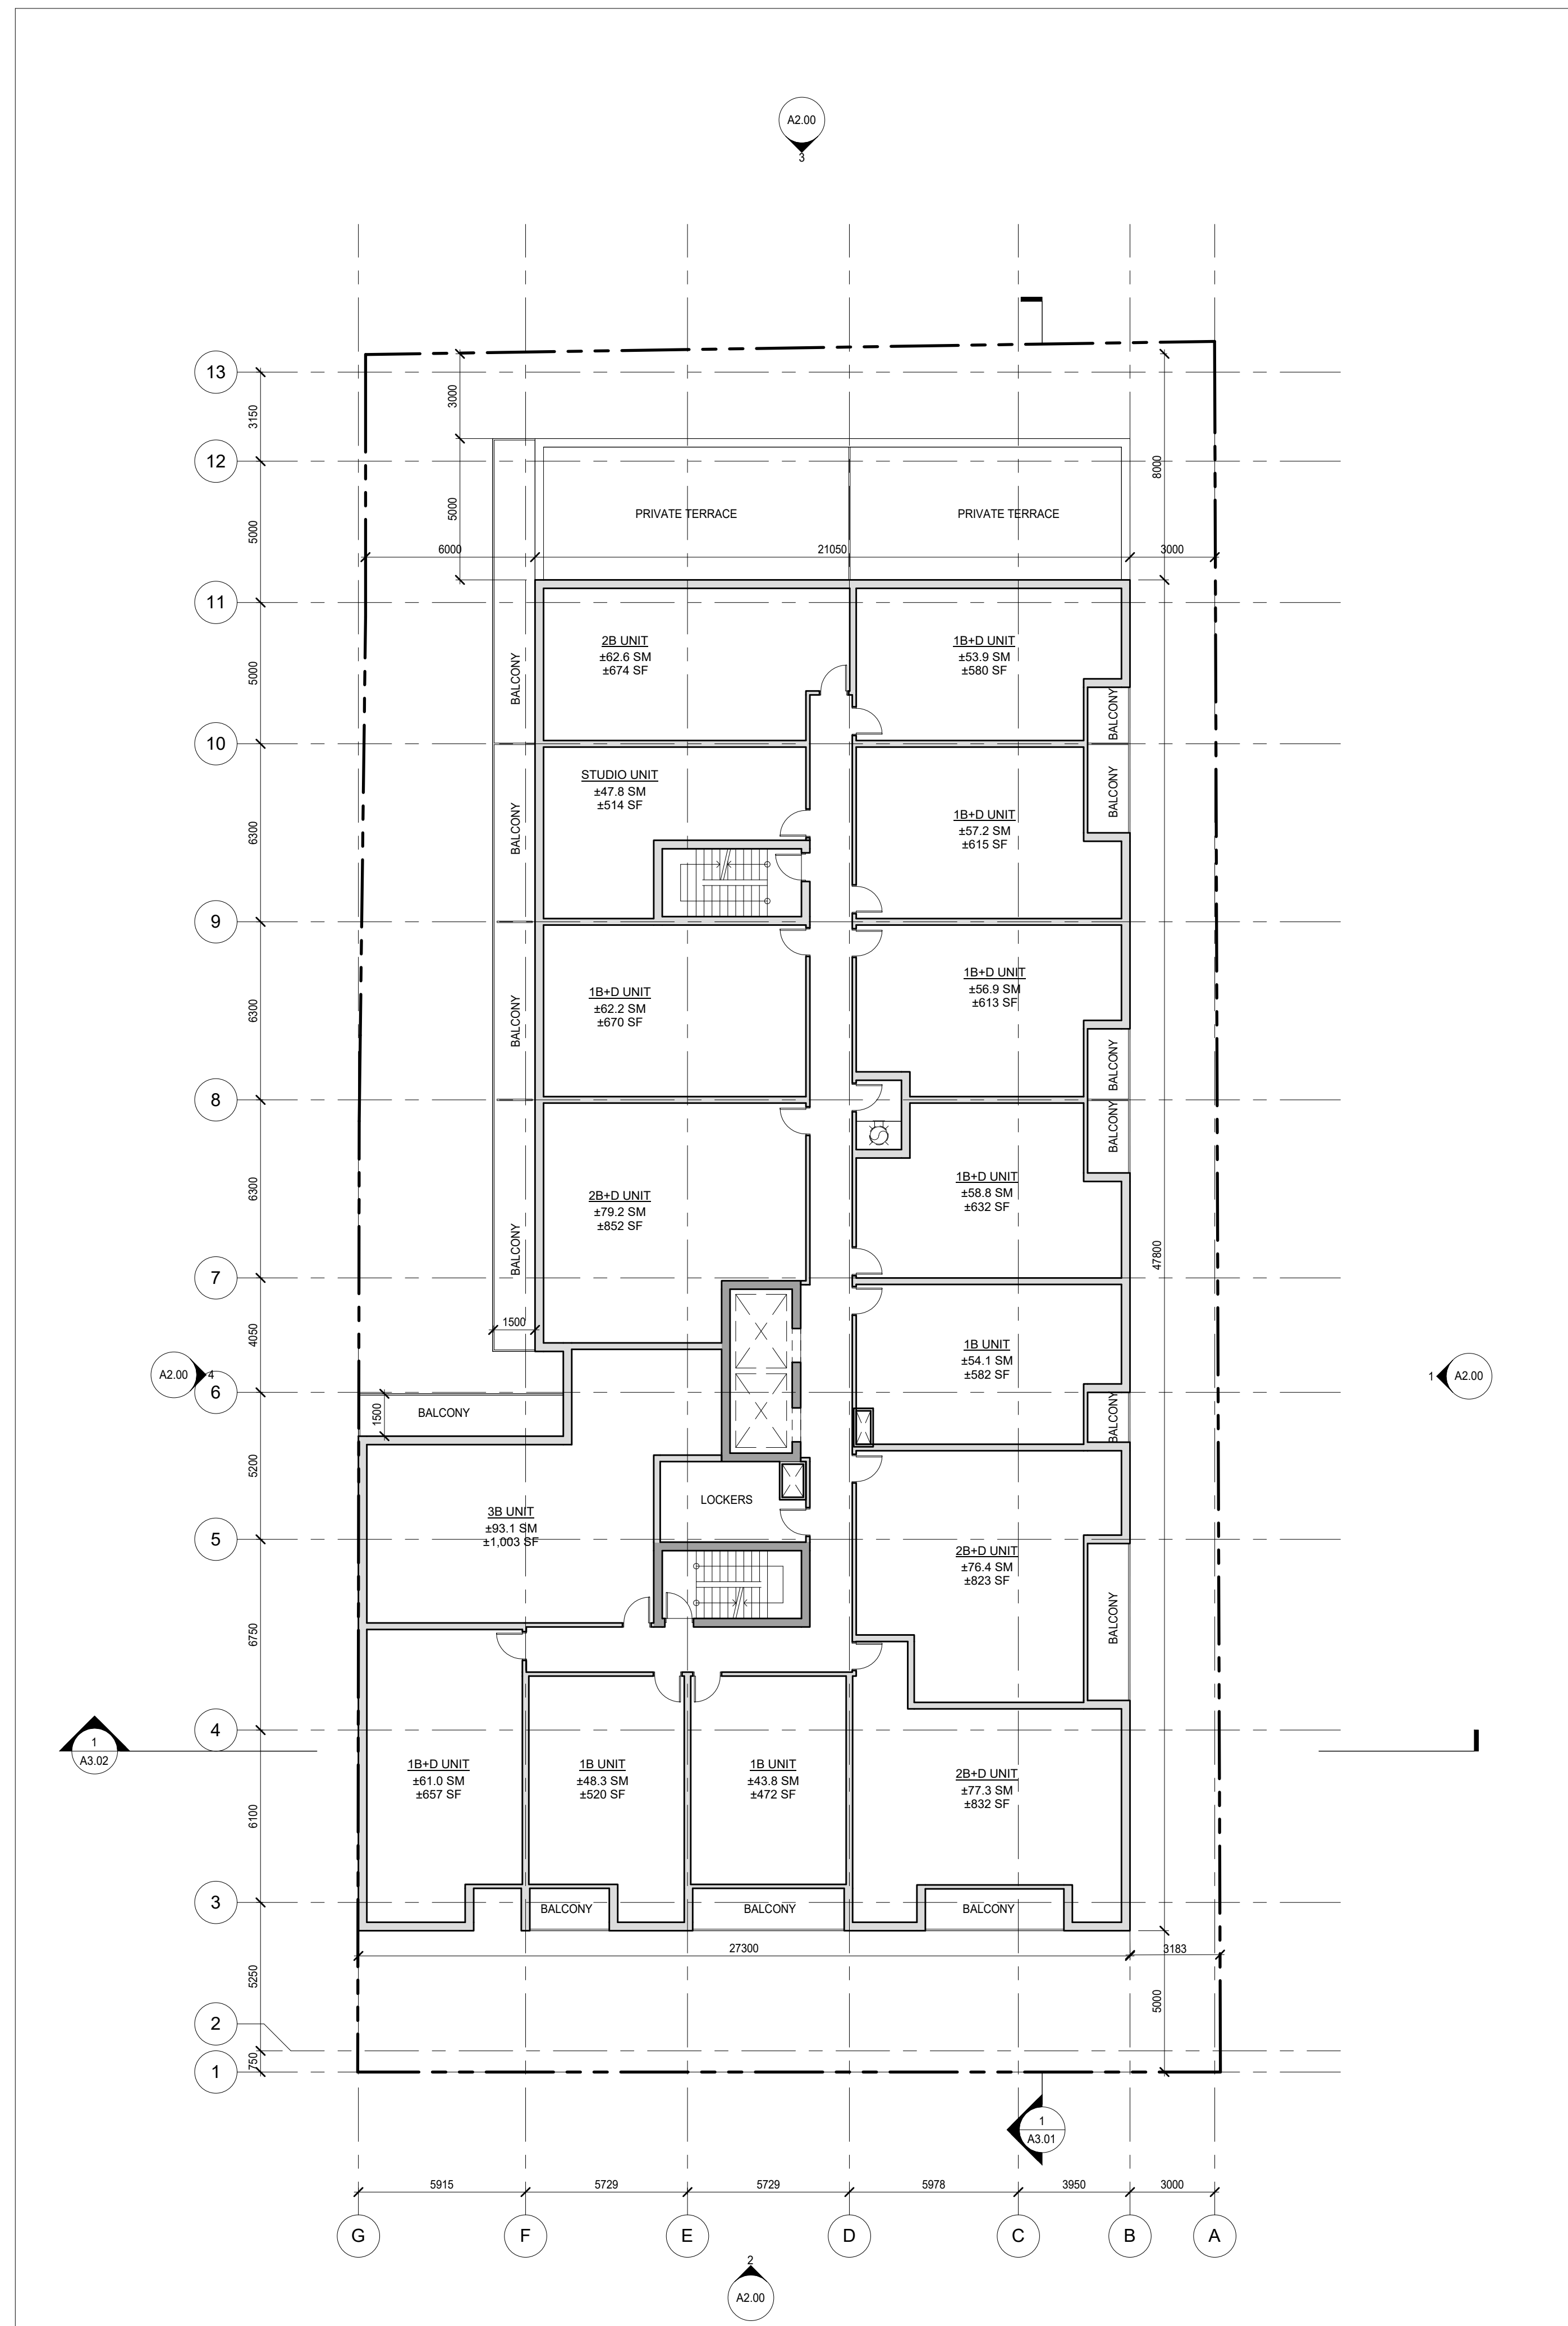 A2.00
3
13
3150
3000
12
8000
5000
5000
PRIVATE TERRACE
PRIVATE TERRACE
6000
21050
3000
11
2B UNIT
±62.6 SM
±674 SF
1B+D UNIT
±53.9 SM
±580 SF
5000
BALCONY
BALCONY
10
STUDIO UNIT
±47.8 SM
±514 SF
BALCONY
1B+D UNIT
±57.2 SM
±615 SF
6300
BALCONY
9
1B+D UNIT
±62.2 SM
±670 SF
1B+D UNIT
±56.9 SM
±613 SF
6300
BALCONY
BALCONY
8
BALCONY
2B+D UNIT
±79.2 SM
±852 SF
1B+D UNIT
±58.8 SM
±632 SF
6300
BALCONY
47800
7
1500
4050
1B UNIT
±54.1 SM
±582 SF
A2.00
4
1
A2.00
6
BALCONY
1500
BALCONY
5200
LOCKERS
3B UNIT
±93.1 SM
±1,003 SF
5
2B+D UNIT
±76.4 SM
±823 SF
6750
BALCONY
4
1
A3.02
1B+D UNIT
±61.0 SM
±657 SF
1B UNIT
±48.3 SM
±520 SF
1B UNIT
±43.8 SM
±472 SF
2B+D UNIT
±77.3 SM
±832 SF
6100
3
BALCONY
BALCONY
BALCONY
27300
3183
5250
5000
2
750
1
1
A3.01
5915
5729
5729
5978
3950
3000
G
F
E
D
C
B
A
2
A2.00